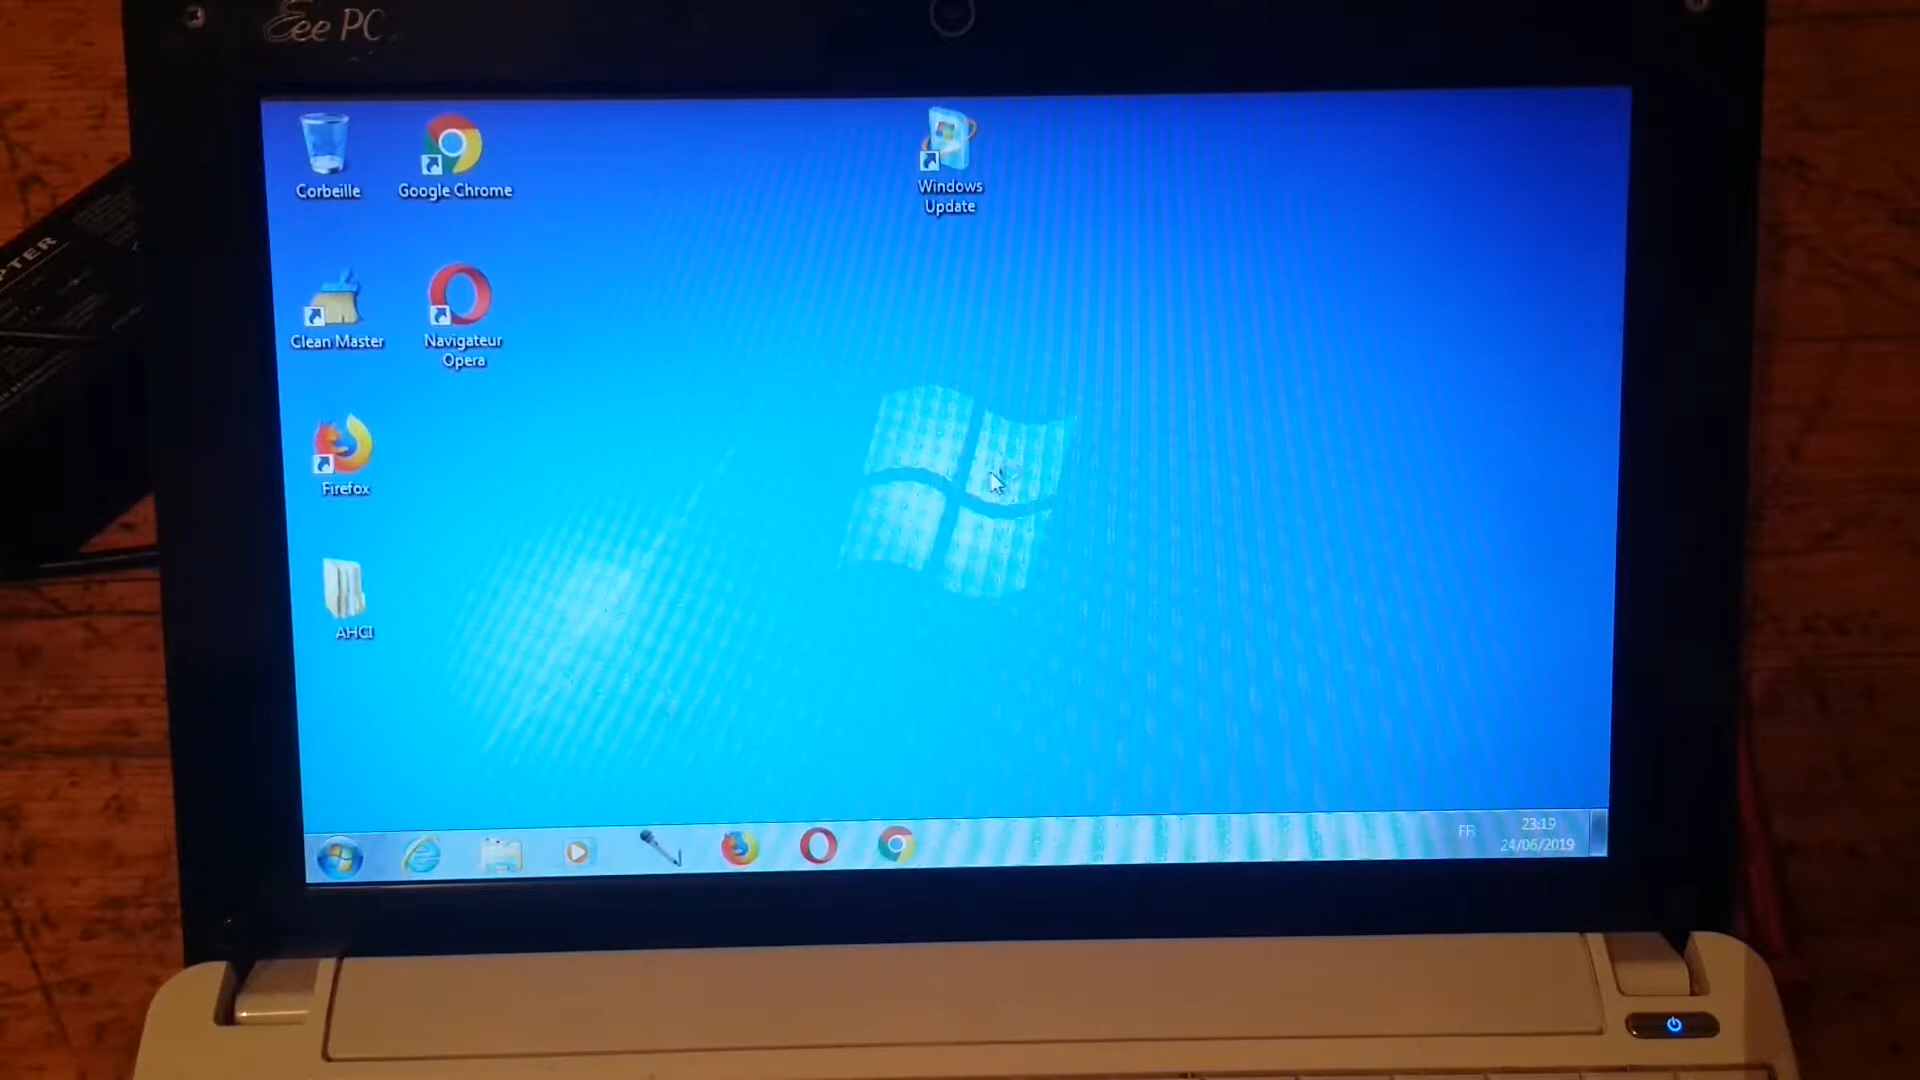 Eee PC
Corbeille
Google Chrome
Windows
Update
Clean Master
Navigateur
Opera
Firefox
AHCI
FR
23:19
24/06/2019
PTER